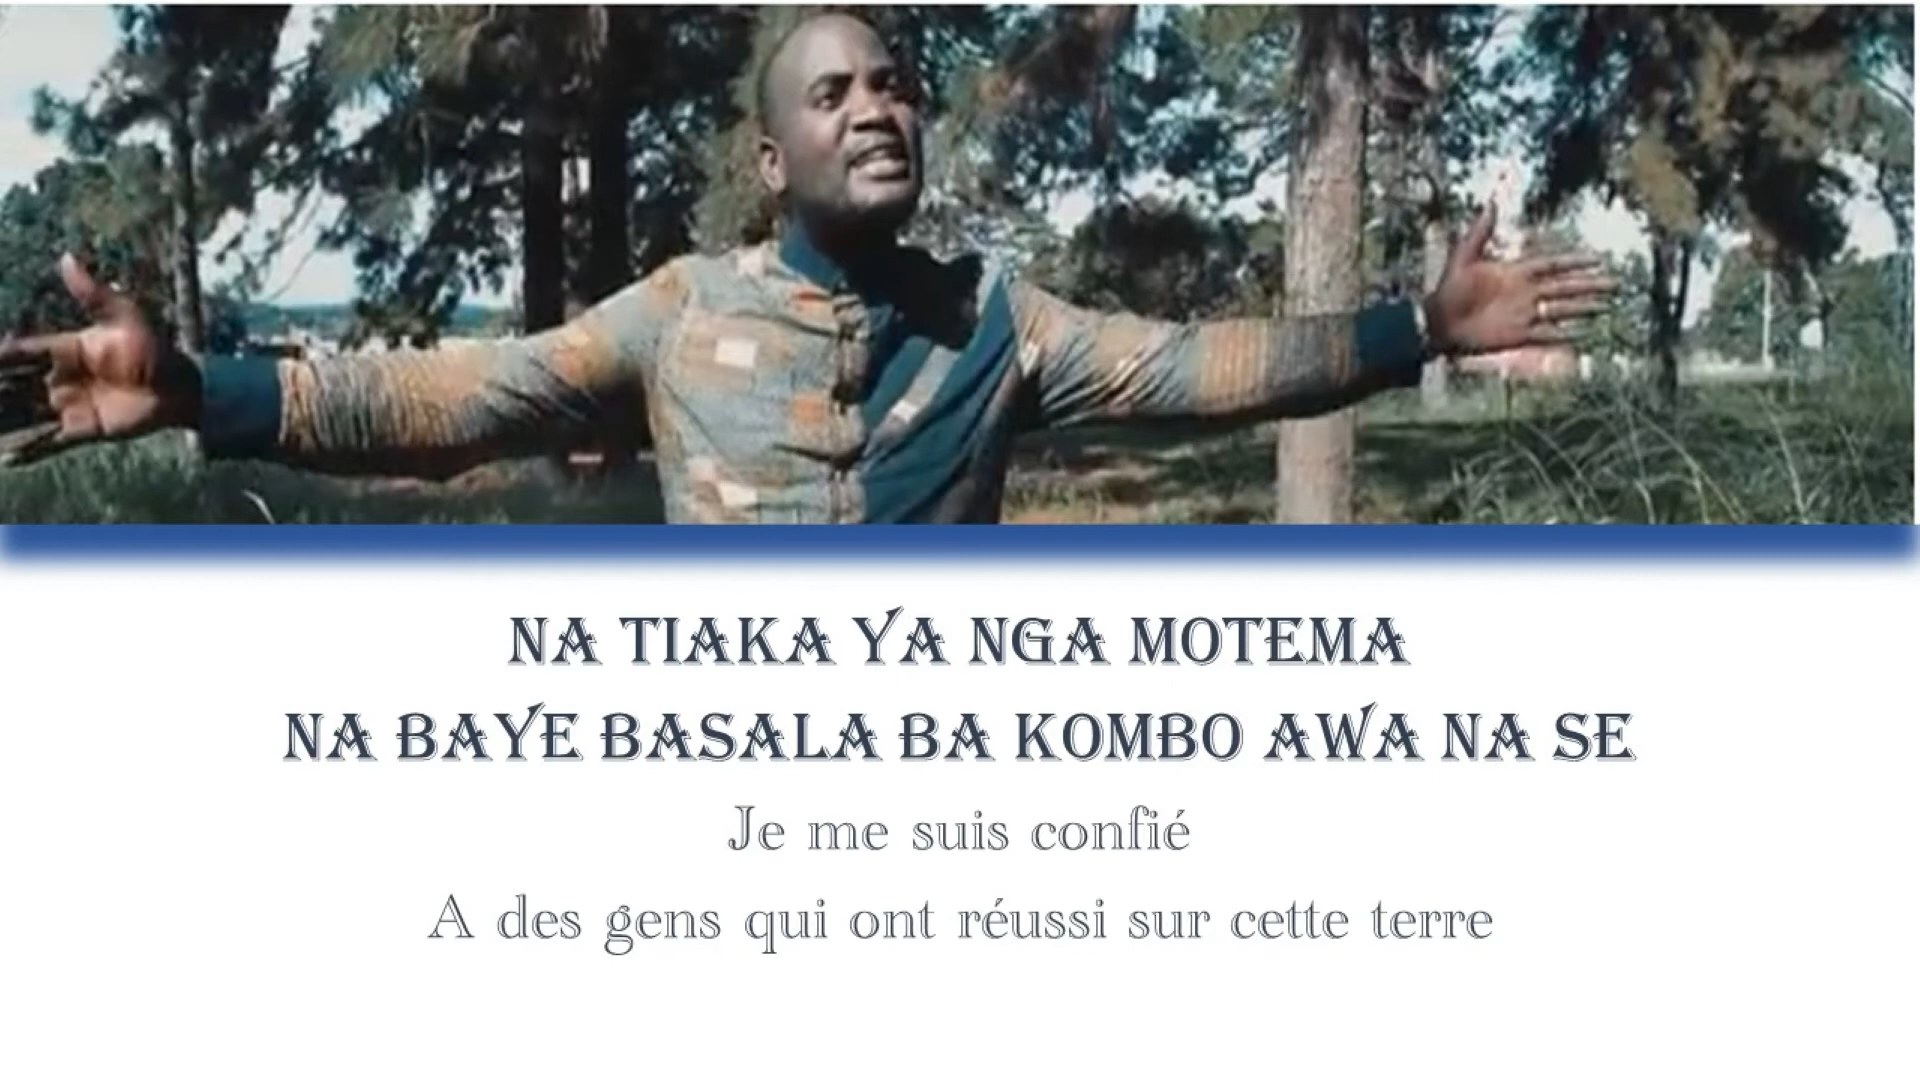 NA TIAKA YA NGA MOTEMA
NA BAYE BASALA BA KOMBO AWA NA SE
Je me suis confié
A des gens qui ont réussi sur cette terre